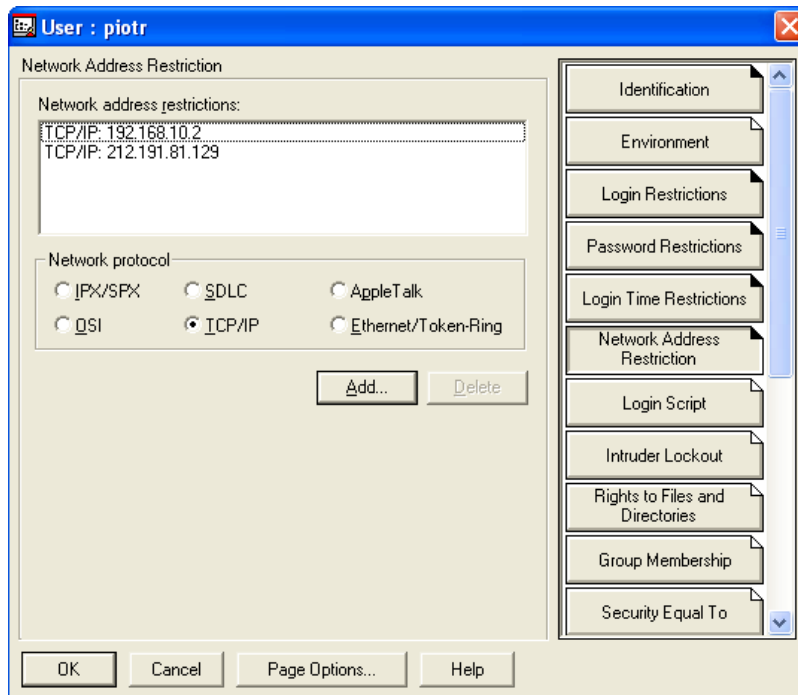 User : piotr
Network Address Restriction
Network address restrictions:
TCP/IP: 192.168.10.2
TCP/IP: 212.191.81.129
Network protocol
IPX/SPX
SDLC
AppleTalk
OSI
TCP/IP
Ethernet/Token-Ring
Add...
Delete
Identification
Environment
Login Restrictions
Password Restrictions
Login Time Restrictions
Network Address
Restriction
Login Script
Intruder Lockout
Rights to Files and
Directories
Group Membership
Security Equal To
OK
Cancel
Page Options...
Help